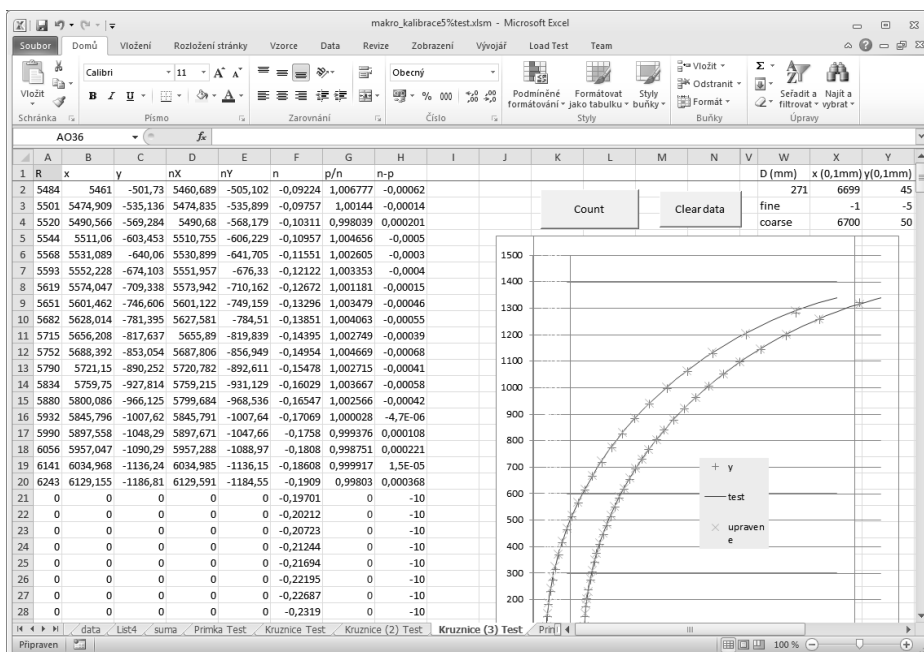 makro_kalibrace5%test.xlsm - Microsoft Excel
Soubor Domů Vložení Rozložení stránky Vzorce Data Revize Zobrazení Vývojář Load Test Team
Vložit
Calibri 11
B I U
A A
Obecný
% 000
Podmíněné formátování
Formátovat jako tabulku
Styly buňky
Vložit
Odstranit
Formát
Σ
Seřadit a filtrovat
Najít a vybrat
Schránka Písmo Zarovnání Číslo Styly Buňky Úpravy
AO36 fx
A B C D E F G H I J K L M N V W X Y
1 R x y nX nY n p/n n-p D (mm) x (0,1mm) y(0,1mm)
2 5484 5461 -501,73 5460,689 -505,102 -0,09224 1,006777 -0,00062 271 6699 45
3 5501 5474,909 -535,136 5474,835 -535,899 -0,09757 1,00144 -0,00014 fine -1 -5
4 5520 5490,566 -569,284 5490,68 -568,179 -0,10311 0,998039 0,000201 coarse 6700 50
5 5544 5511,06 -603,453 5510,755 -606,229 -0,10957 1,004656 -0,0005
6 5568 5531,089 -640,06 5530,899 -641,705 -0,11551 1,002605 -0,0003
7 5593 5552,228 -674,103 5551,957 -676,33 -0,12122 1,003353 -0,0004
8 5619 5574,047 -709,338 5573,942 -710,162 -0,12672 1,001181 -0,00015
9 5651 5601,462 -746,606 5601,122 -749,159 -0,13296 1,003479 -0,00046
10 5682 5628,014 -781,395 5627,581 -784,51 -0,13851 1,004063 -0,00055
11 5715 5656,208 -817,637 5655,89 -819,839 -0,14395 1,002749 -0,00039
12 5752 5688,392 -853,054 5687,806 -856,949 -0,14954 1,004669 -0,00068
13 5790 5721,15 -890,252 5720,782 -892,611 -0,15478 1,002715 -0,00041
14 5834 5759,75 -927,814 5759,215 -931,129 -0,16029 1,003667 -0,00058
15 5880 5800,086 -966,125 5799,684 -968,536 -0,16547 1,002566 -0,00042
16 5932 5845,796 -1007,62 5845,791 -1007,64 -0,17069 1,000028 -4,7E-06
17 5990 5897,558 -1048,29 5897,671 -1047,66 -0,1758 0,999376 0,000108
18 6056 5957,047 -1090,29 5957,288 -1088,97 -0,1808 0,998751 0,000221
19 6141 6034,968 -1136,24 6034,985 -1136,15 -0,18608 0,999917 1,5E-05
20 6243 6129,155 -1186,81 6129,591 -1184,55 -0,1909 0,99803 0,000368
21 0 0 0 0 0 -0,19701 0 -10
22 0 0 0 0 0 -0,20212 0 -10
23 0 0 0 0 0 -0,20723 0 -10
24 0 0 0 0 0 -0,21244 0 -10
25 0 0 0 0 0 -0,21694 0 -10
26 0 0 0 0 0 -0,22195 0 -10
27 0 0 0 0 0 -0,22687 0 -10
28 0 0 0 0 0 -0,2319 0 -10
Count
Clear data
1500
1400
1300
1200
1100
1000
900
800
700
600
500
400
300
200
y
test
upraven
e
data List4 suma Primka Test Kruznice Test Kruznice (2) Test Kruznice (3) Test Prin
Připraven 100 %